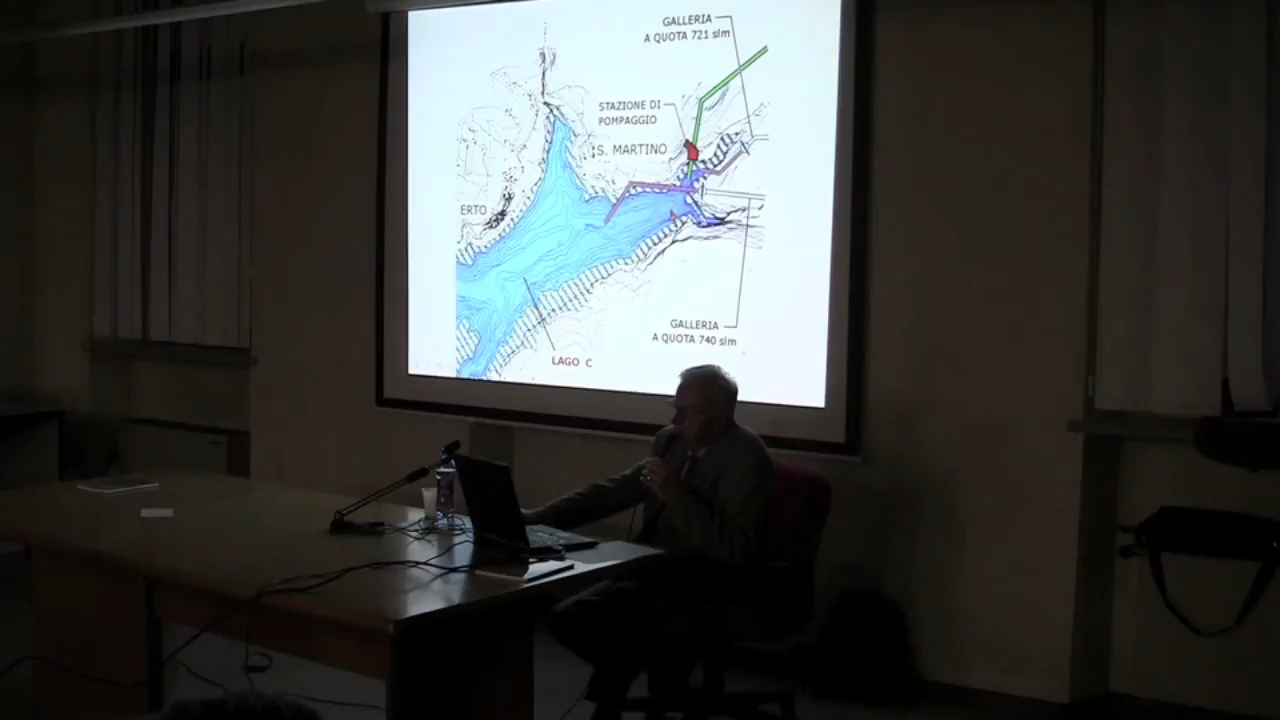 GALLERIA
A QUOTA 721 slm
STAZIONE DI
POMPAGGIO
S. MARTINO
ERTO
GALLERIA
A QUOTA 740 slm
LAGO C